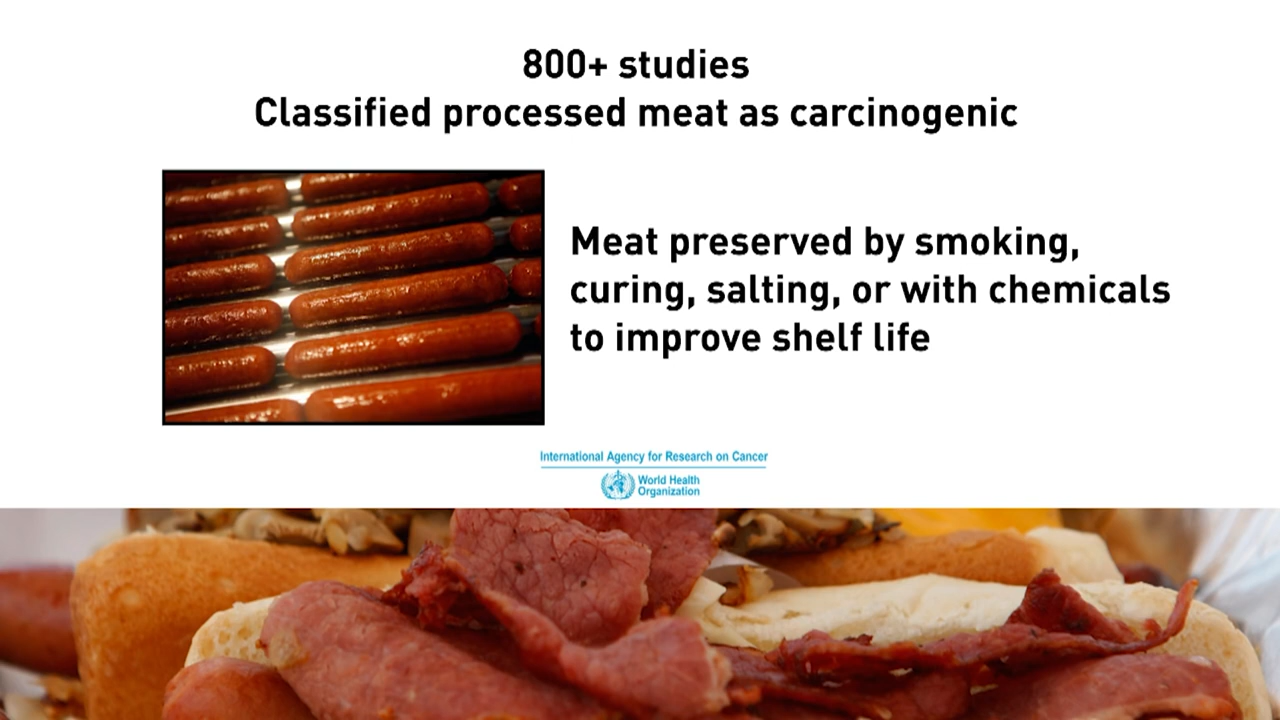 800+ studies
Classified processed meat as carcinogenic
Meat preserved by smoking,
curing, salting, or with chemicals
to improve shelf life
International Agency for Research on Cancer
World Health
Organization